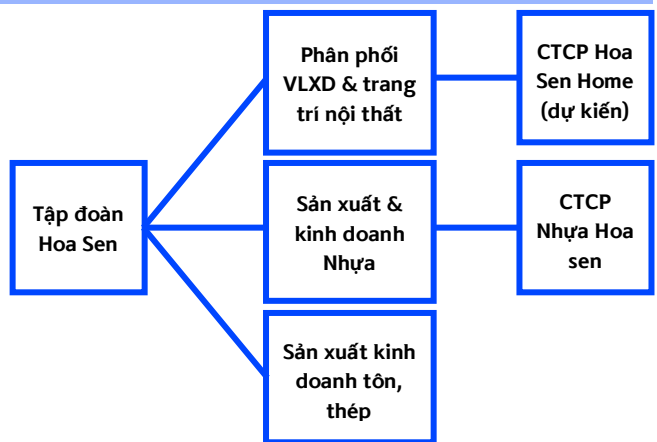 Phân phối
VLXD & trang
trí nội thất
CTCP Hoa
Sen Home
(dự kiến)
Tập đoàn
Hoa Sen
Sản xuất &
kinh doanh
Nhựa
CTCP
Nhựa Hoa
sen
Sản xuất kinh
doanh tôn,
thép